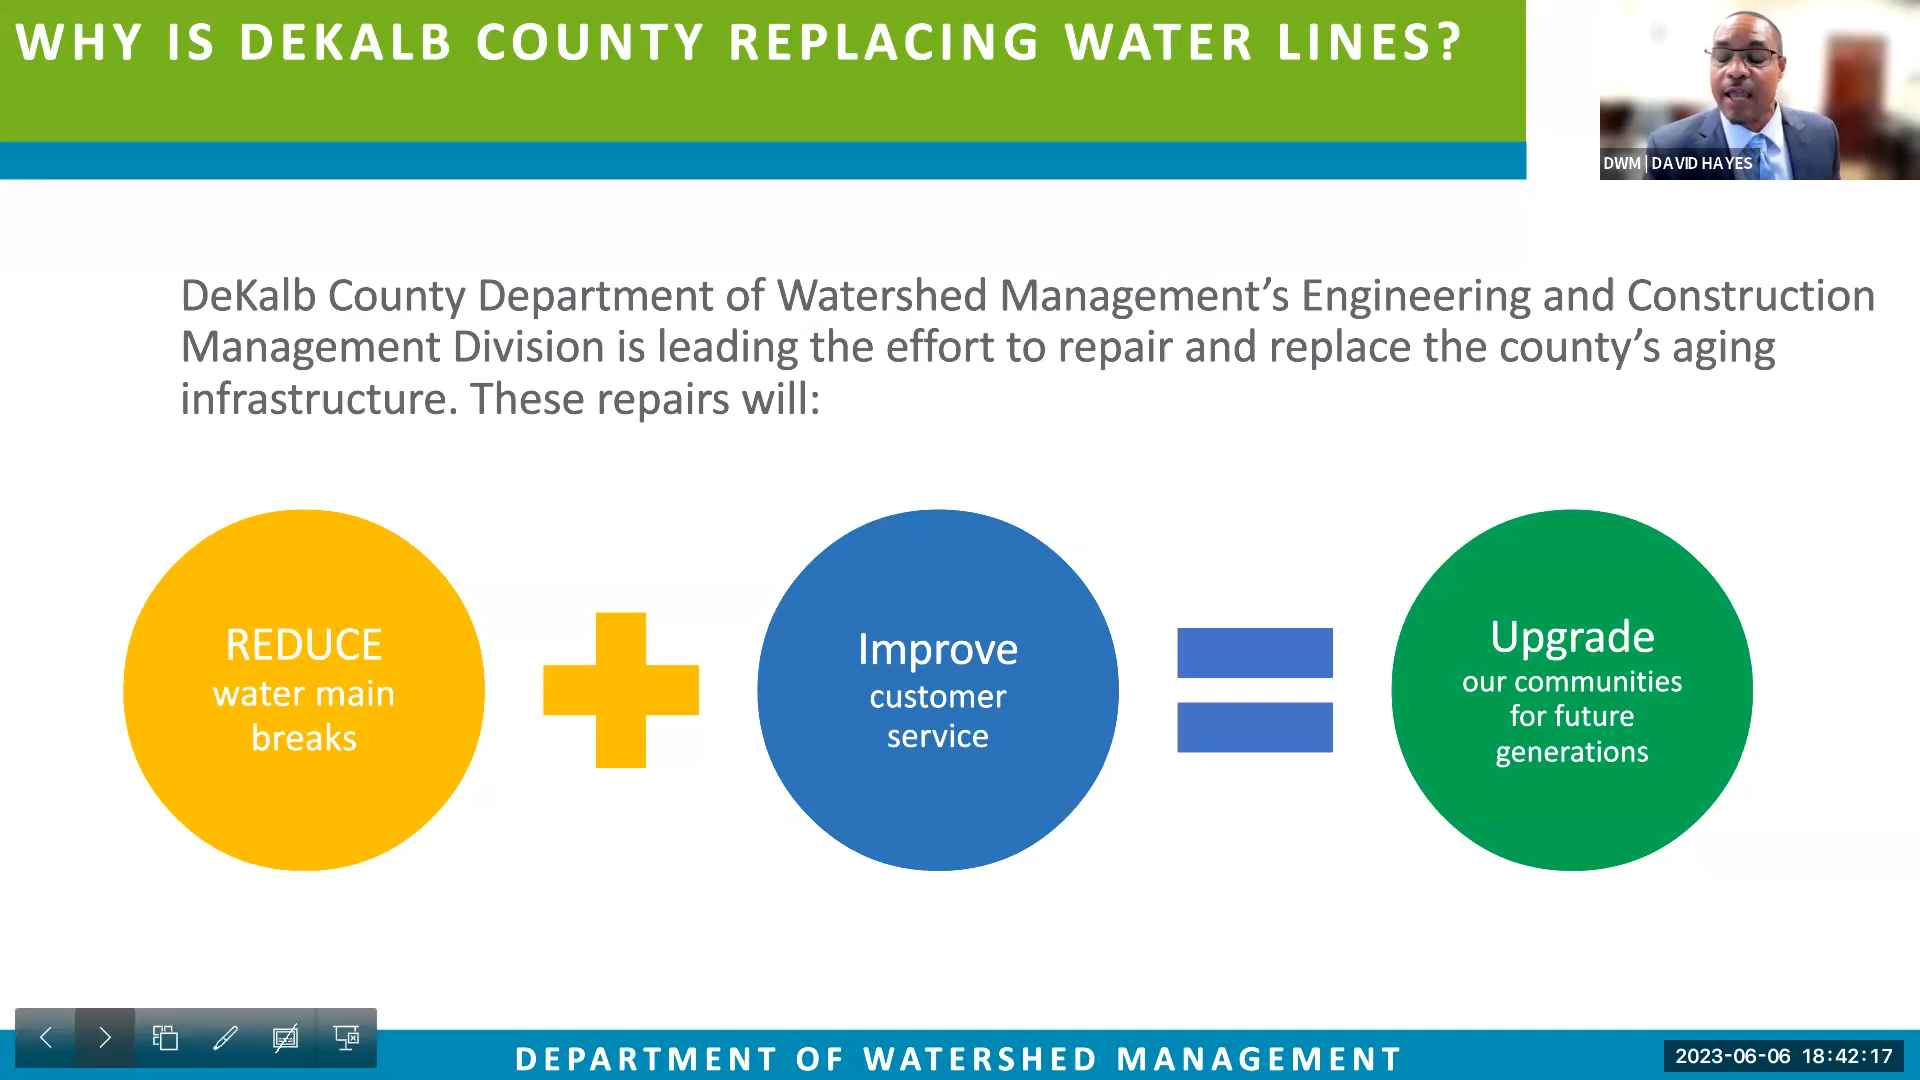 WHY IS DEKALB COUNTY REPLACING WATER LINES?
DWM | DAVID HAYES
DeKalb County Department of Watershed Management’s Engineering and Construction
Management Division is leading the effort to repair and replace the county’s aging
infrastructure. These repairs will:
REDUCE
water main
breaks
Improve
customer
service
Upgrade
our communities
for future
generations
DEPARTMENT OF WATERSHED MANAGEMENT
2023-06-06 18:42:17